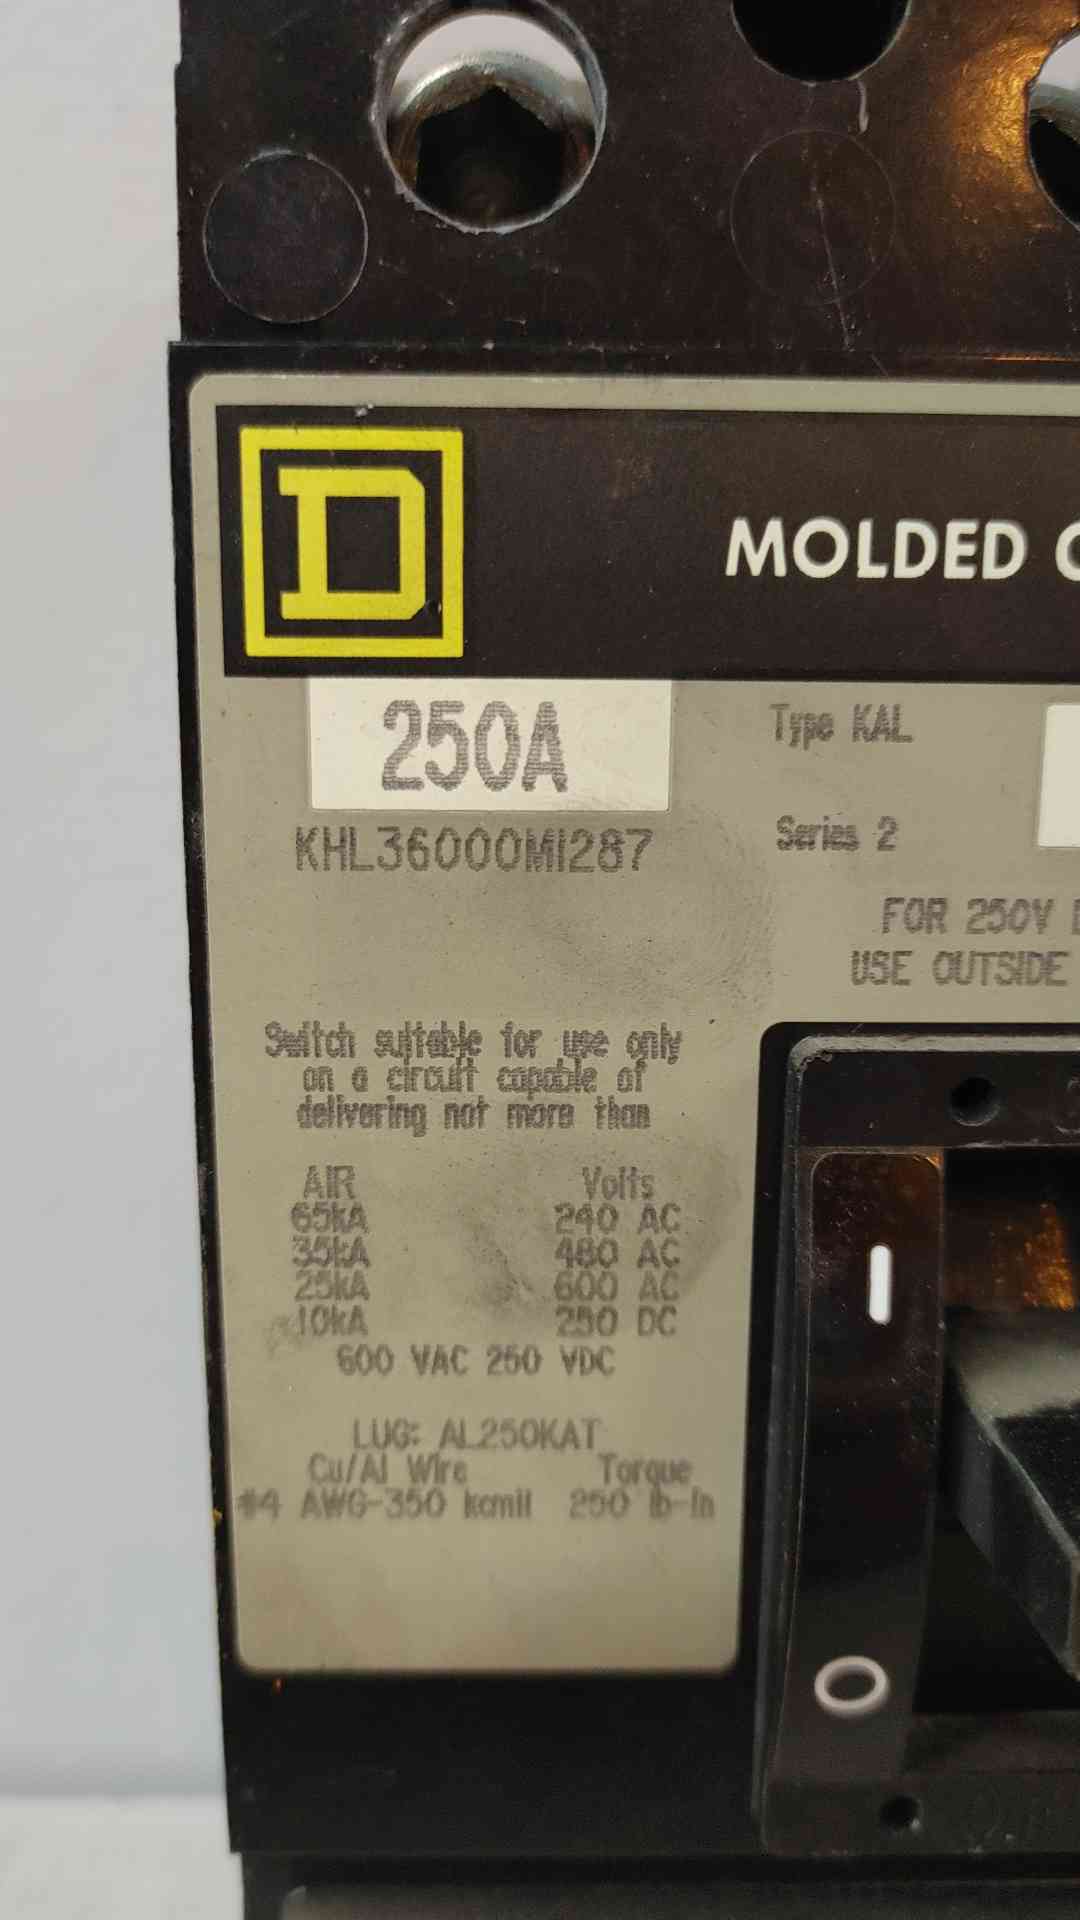 D
MOLDED
250A
Type KAL
KHL36000MI287
Series 2
FOR 250V
USE OUTSIDE
Switch suitable for use only
on a circuit capable of
delivering not more than
AIR Volts
65kA 240 AC
35kA 480 AC
25kA 600 AC
10kA 250 DC
600 VAC 250 VDC
LUG: AL250KAT
Cu/Al Wire Torque
#4 AWG-350 kcmil 250 lb-in